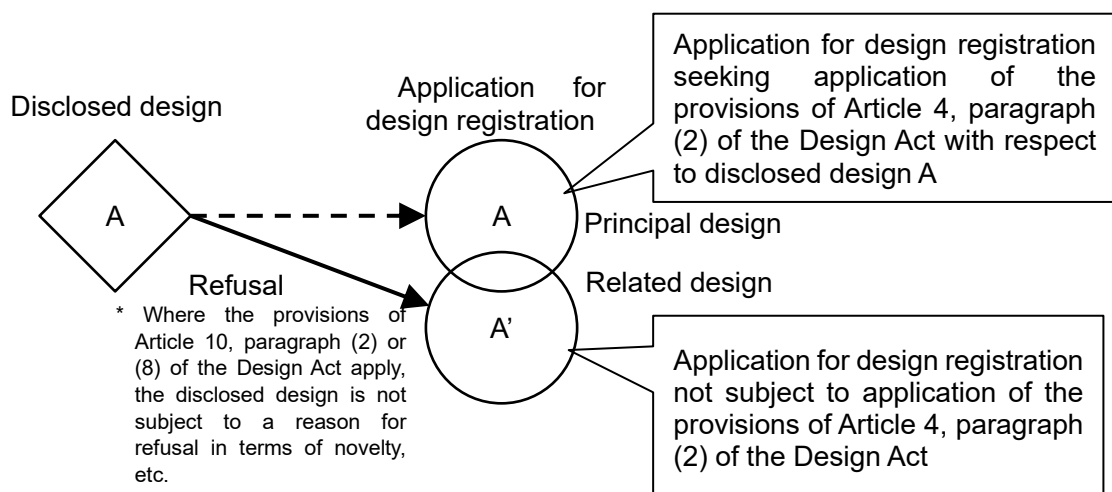 Disclosed design
A
Application for
design registration
A
Principal design
Application for design registration
seeking application of the
provisions of Article 4, paragraph
(2) of the Design Act with respect
to disclosed design A
Refusal
* Where the provisions of
Article 10, paragraph (2) or
(8) of the Design Act apply,
the disclosed design is not
subject to a reason for
refusal in terms of novelty,
etc.
Related design
A’
Application for design registration
not subject to application of the
provisions of Article 4, paragraph
(2) of the Design Act